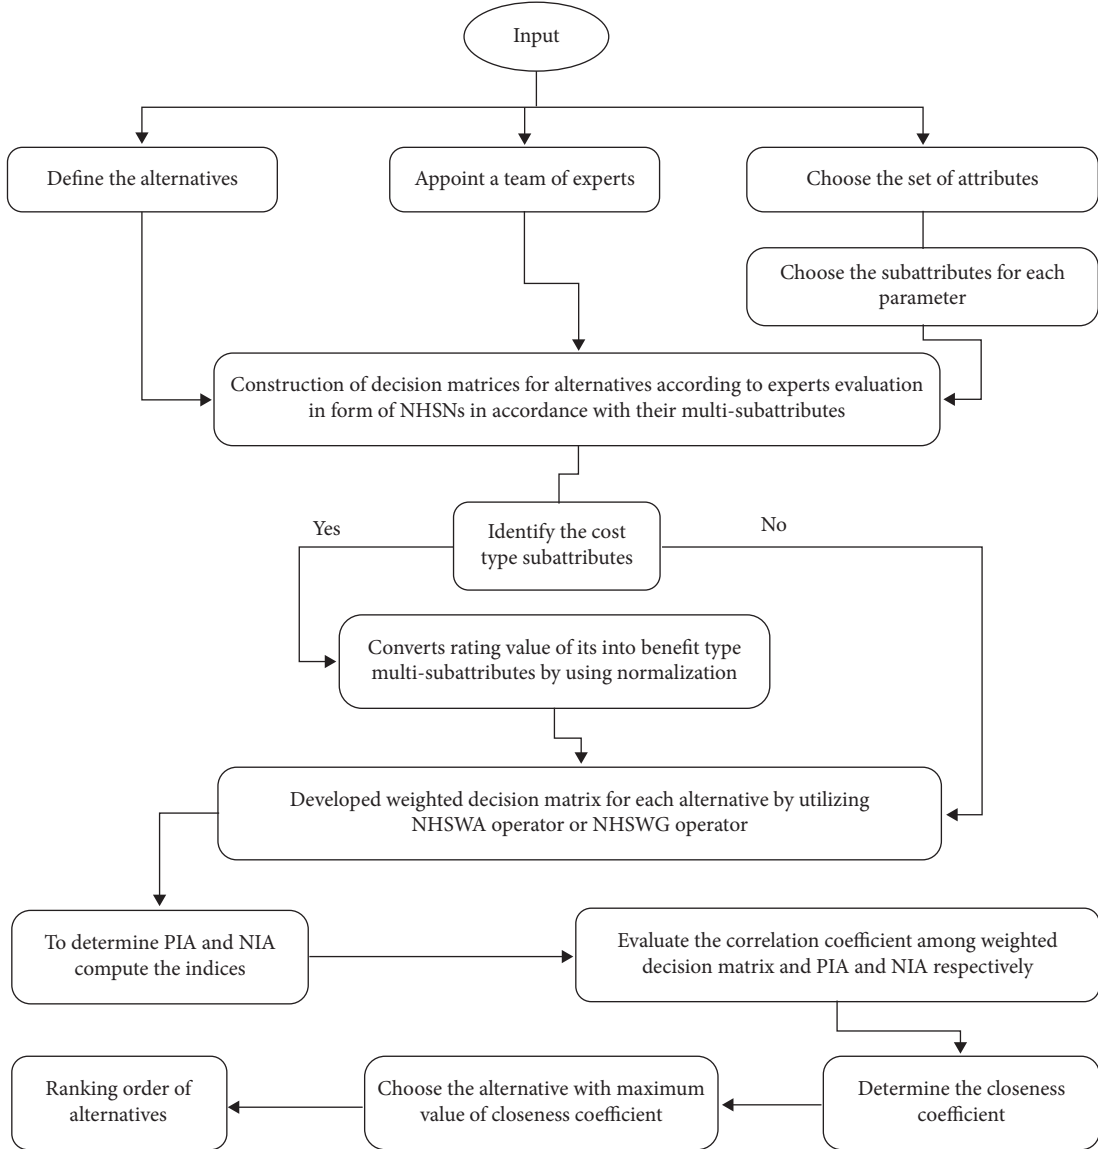 Input
Define the alternatives
Appoint a team of experts
Choose the set of attributes
Choose the subattributes for each
parameter
Construction of decision matrices for alternatives according to experts evaluation
in form of NHSNs in accordance with their multi-subattributes
Yes
Identify the cost
type subattributes
No
Converts rating value of its into benefit type
multi-subattributes by using normalization
Developed weighted decision matrix for each alternative by utilizing
NHSWA operator or NHSWG operator
To determine PIA and NIA
compute the indices
Evaluate the correlation coefficient among weighted
decision matrix and PIA and NIA respectively
Determine the closeness
coefficient
Choose the alternative with maximum
value of closeness coefficient
Ranking order of
alternatives